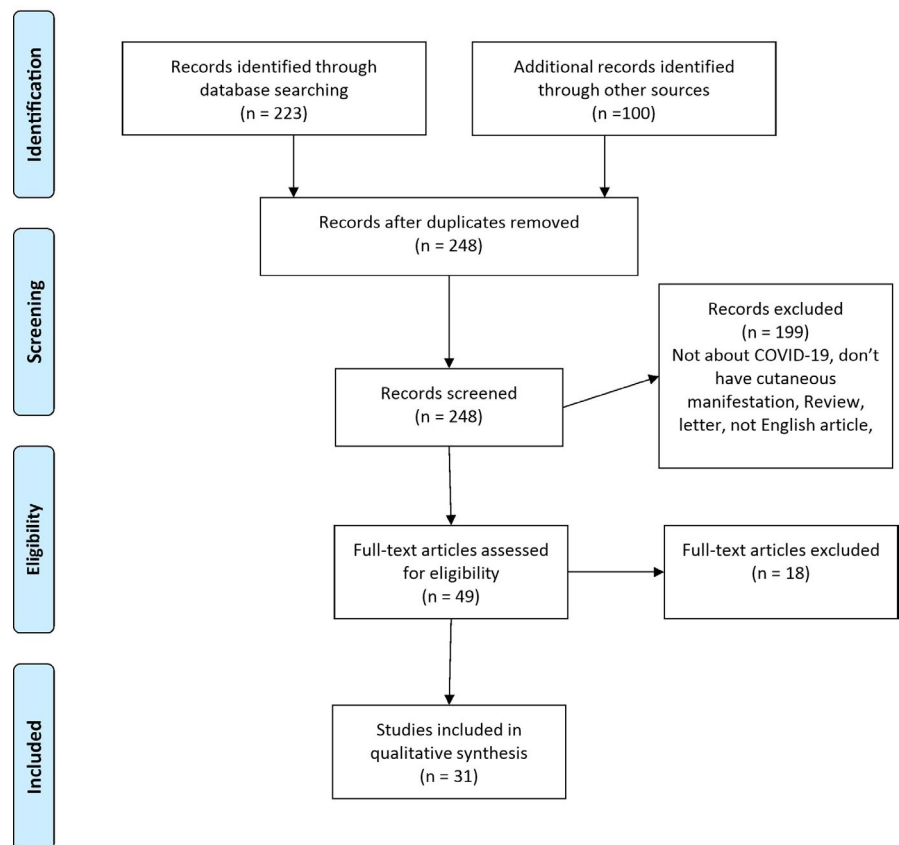 Identification
Records identified through
database searching
(n = 223)
Additional records identified
through other sources
(n =100)
Records after duplicates removed
(n = 248)
Screening
Records screened
(n = 248)
Records excluded
(n = 199)
Not about COVID-19, don’t
have cutaneous
manifestation, Review,
letter, not English article,
Eligibility
Full-text articles assessed
for eligibility
(n = 49)
Full-text articles excluded
(n = 18)
Included
Studies included in
qualitative synthesis
(n = 31)